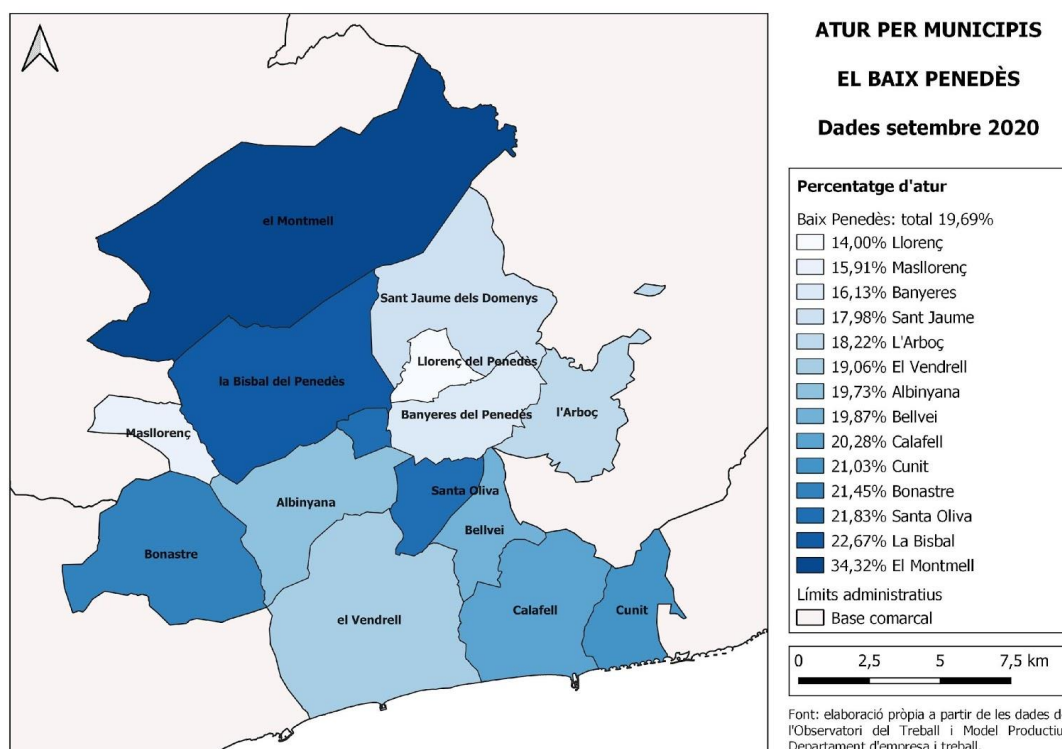 ATUR PER MUNICIPIS
EL BAIX PENEDÈS
Dades setembre 2020
el Montmell
Sant Jaume dels Domenys
Llorenç del Penedès
la Bisbal del Penedès
Banyeres del Penedès
l'Arboç
Masllorenç
Santa Oliva
Albinyana
Bellvei
Bonastre
Calafell
Cunit
el Vendrell
Percentatge d'atur
Baix Penedès: total 19,69%
14,00% Llorenç
15,91% Masllorenç
16,13% Banyeres
17,98% Sant Jaume
18,22% L'Arboç
19,06% El Vendrell
19,73% Albinyana
19,87% Bellvei
20,28% Calafell
21,03% Cunit
21,45% Bonastre
21,83% Santa Oliva
22,67% La Bisbal
34,32% El Montmell
Límits administratius
Base comarcal
0 2,5 5 7,5 km
Font: elaboració pròpia a partir de les dades
l'Observatori del Treball i Model
Departament d'empresa i treball.